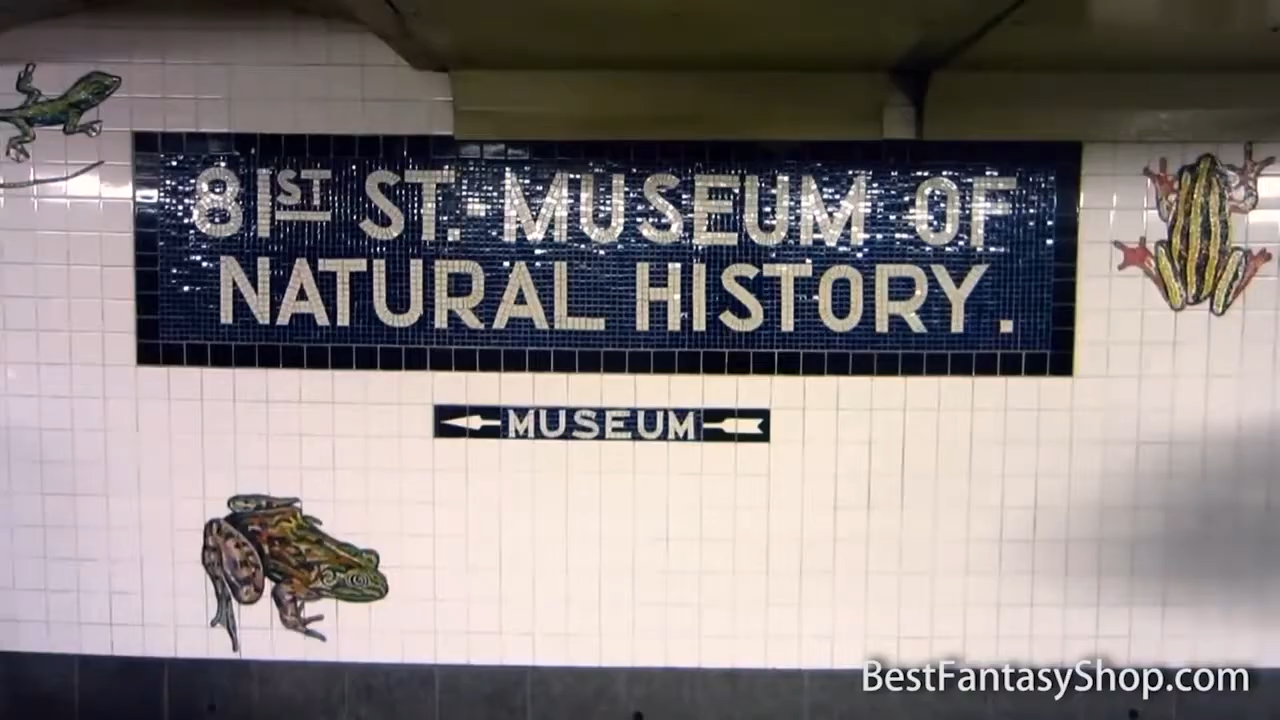 81ST ST.-MUSEUM OF
NATURAL HISTORY.
MUSEUM
BestFantasyShop.com